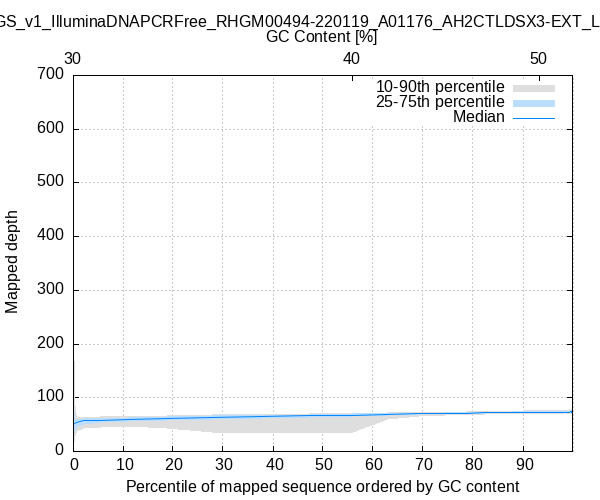 GS_v1_IlluminaDNAPCRFree_RHGM00494-220119_A01176_AH2CTLDSX3-EXT_L
GC Content [%]
30 40 50
10-90th percentile
25-75th percentile
Median
700
600
500
400
300
200
100
0
Mapped depth
0 10 20 30 40 50 60 70 80 90
Percentile of mapped sequence ordered by GC content